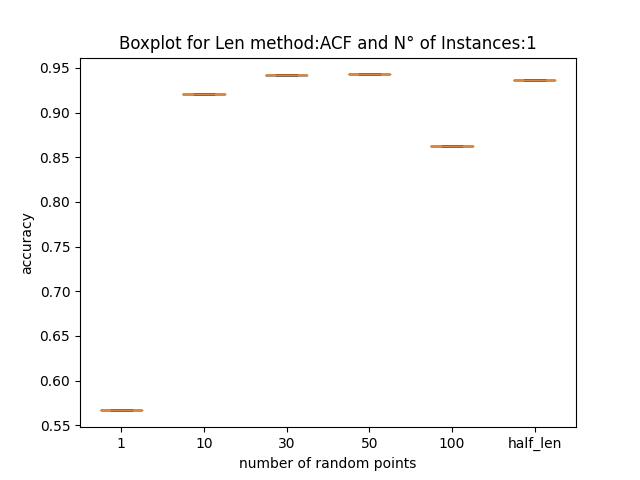 Boxplot for Len method:ACF and N° of Instances:1
0.95
0.90
0.85
0.80
0.75
0.70
0.65
0.60
0.55
accuracy
1 10 30 50 100 half_len
number of random points